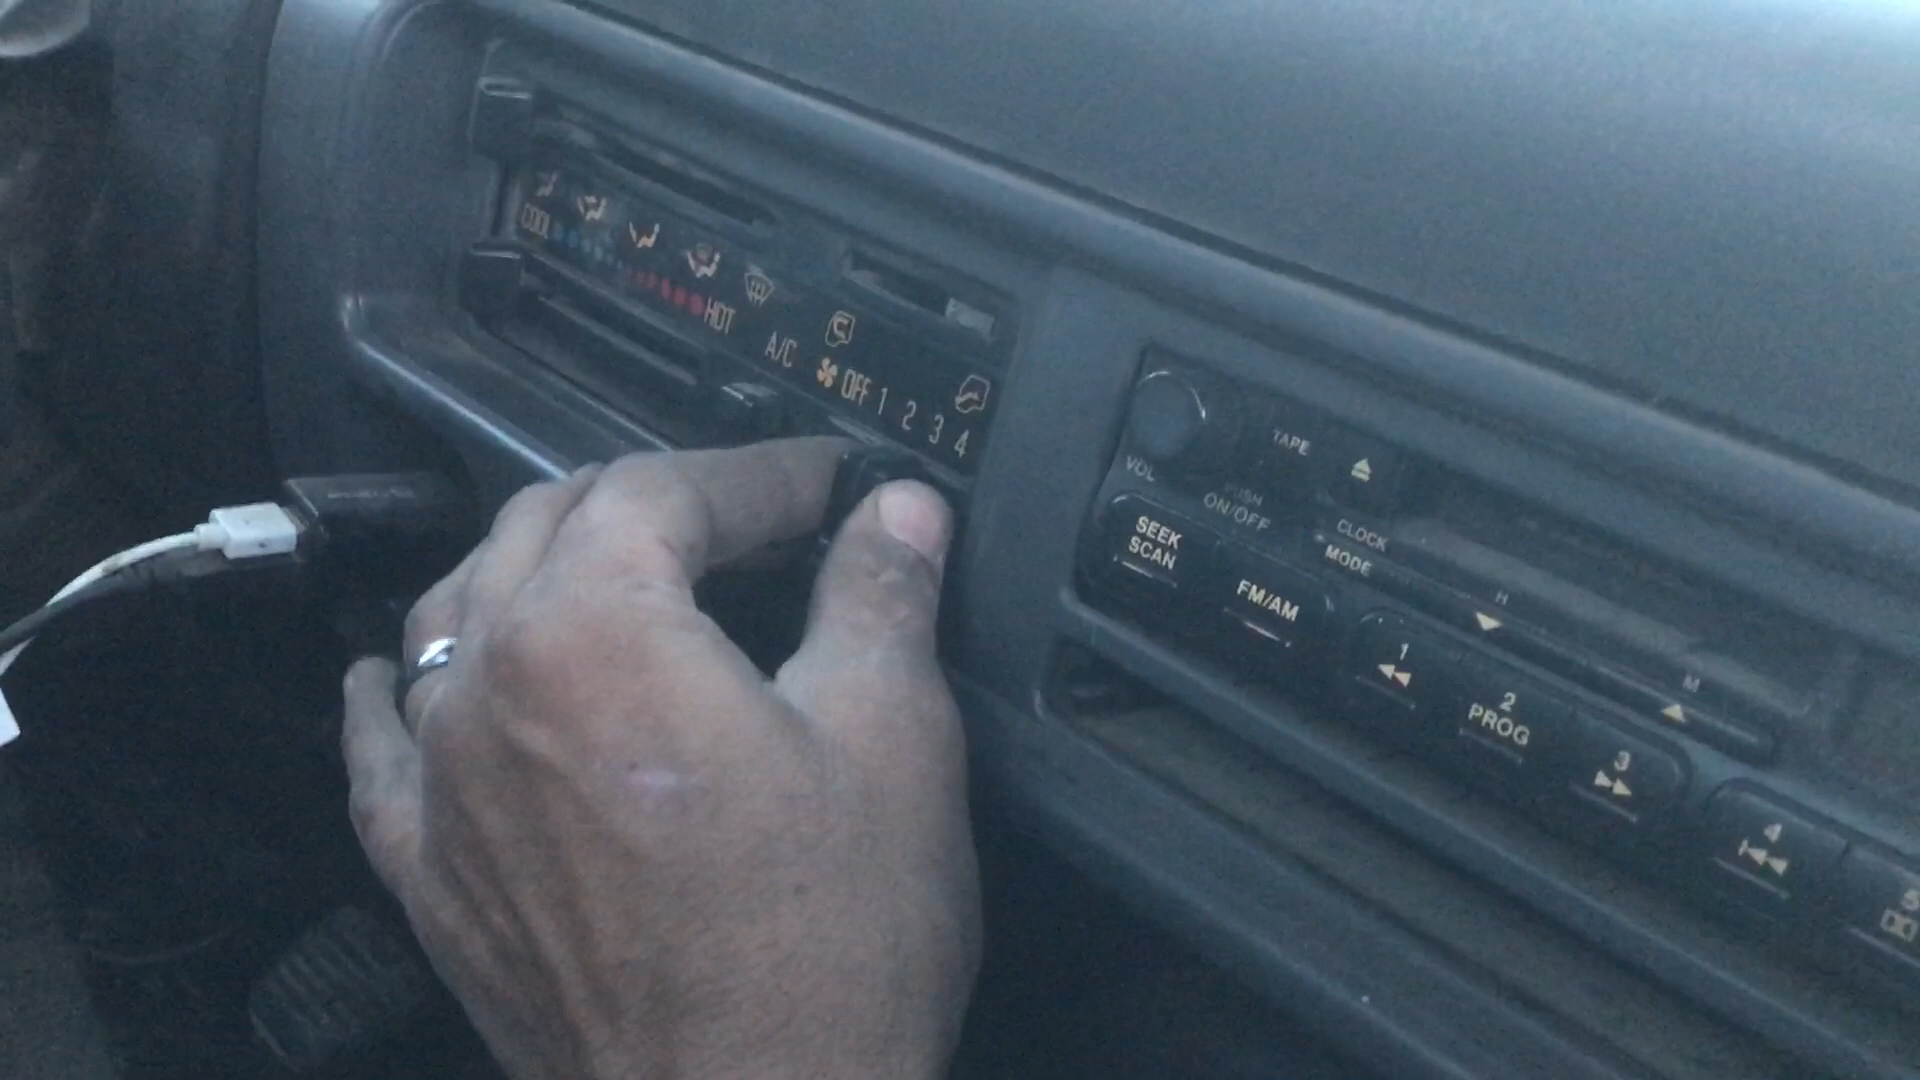 COOL
HOT
A/C
OFF 1 2 3 4
TAPE
VOL
PUSH
ON/OFF
CLOCK
MODE
SEEK
SCAN
FM/AM
H
M
1
2
PROG
3
4
5